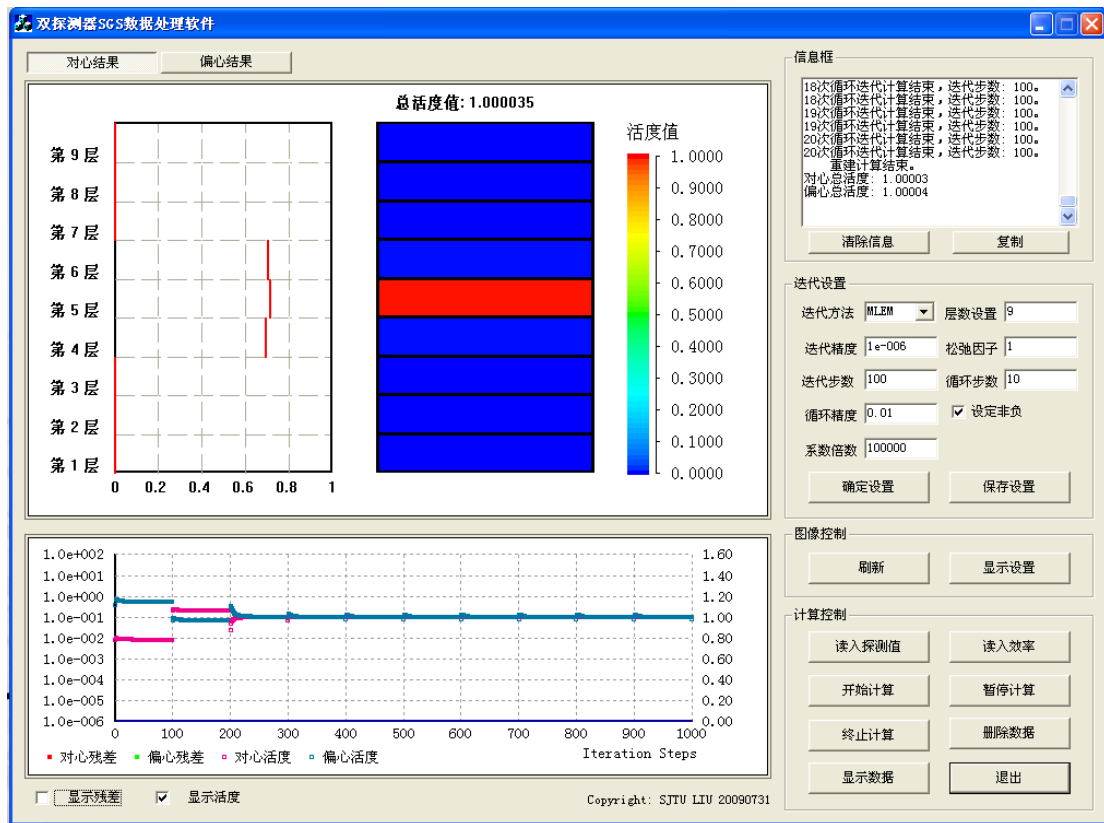 双探测器SGS数据处理软件
对心结果
偏心结果
总活度值: 1.000035
第 9 层
第 8 层
第 7 层
第 6 层
第 5 层
第 4 层
第 3 层
第 2 层
第 1 层
0 0.2 0.4 0.6 0.8 1
活度值
1.0000
0.9000
0.8000
0.7000
0.6000
0.5000
0.4000
0.3000
0.2000
0.1000
0.0000
1.0e+002
1.0e+001
1.0e+000
1.0e-001
1.0e-002
1.0e-003
1.0e-004
1.0e-005
1.0e-006
1.60
1.40
1.20
1.00
0.80
0.60
0.40
0.20
0.00
0 100 200 300 400 500 600 700 800 900 1000
对心残差 偏心残差 对心活度 偏心活度
Iteration Steps
显示残差
显示活度
Copyright: SJTU LIU 20090731
信息框
18次循环迭代计算结束，迭代步数: 100。
18次循环迭代计算结束，迭代步数: 100。
19次循环迭代计算结束，迭代步数: 100。
19次循环迭代计算结束，迭代步数: 100。
20次循环迭代计算结束，迭代步数: 100。
20次循环迭代计算结束，迭代步数: 100。
重建计算结束。
对心总活度: 1.00003
偏心总活度: 1.00004
清除信息
复制
迭代设置
迭代方法 MLEM 层数设置 9
迭代精度 1e-006 松弛因子 1
迭代步数 100 循环步数 10
循环精度 0.01 设定非负
系数倍数 100000
确定设置
保存设置
图像控制
刷新
显示设置
计算控制
读入探测值
读入效率
开始计算
暂停计算
终止计算
删除数据
显示数据
退出